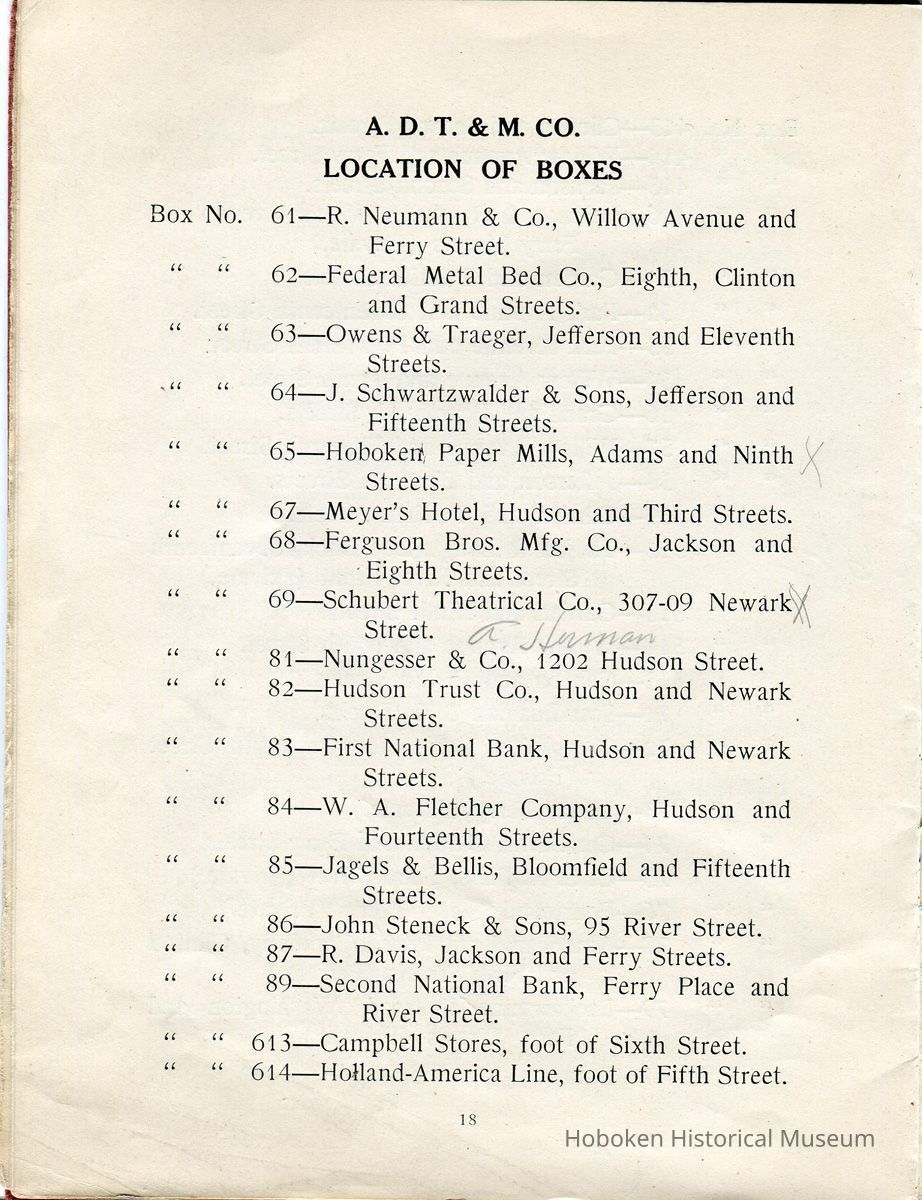 A. D. T. & M. CO.
LOCATION OF BOXES
Box No. 61—R. Neumann & Co., Willow Avenue and
Ferry Street.
“ “ 62—Federal Metal Bed Co., Eighth, Clinton
and Grand Streets.
“ “ 63—Owens & Traeger, Jefferson and Eleventh
Streets.
“ “ 64—J. Schwartzwalder & Sons, Jefferson and
Fifteenth Streets.
“ “ 65—Hoboken Paper Mills, Adams and Ninth X
Streets.
“ “ 67—Meyer's Hotel, Hudson and Third Streets.
“ “ 68—Ferguson Bros. Mfg. Co., Jackson and
Eighth Streets.
“ “ 69—Schubert Theatrical Co., 307-09 Newark X
Street. A. Herman
“ “ 81—Nungesser & Co., 1202 Hudson Street.
“ “ 82—Hudson Trust Co., Hudson and Newark
Streets.
“ “ 83—First National Bank, Hudson and Newark
Streets.
“ “ 84—W. A. Fletcher Company, Hudson and
Fourteenth Streets.
“ “ 85—Jagels & Bellis, Bloomfield and Fifteenth
Streets.
“ “ 86—John Steneck & Sons, 95 River Street.
“ “ 87—R. Davis, Jackson and Ferry Streets.
“ “ 89—Second National Bank, Ferry Place and
River Street.
“ “ 613—Campbell Stores, foot of Sixth Street.
“ “ 614—Holland-America Line, foot of Fifth Street.
18
Hoboken Historical Museum